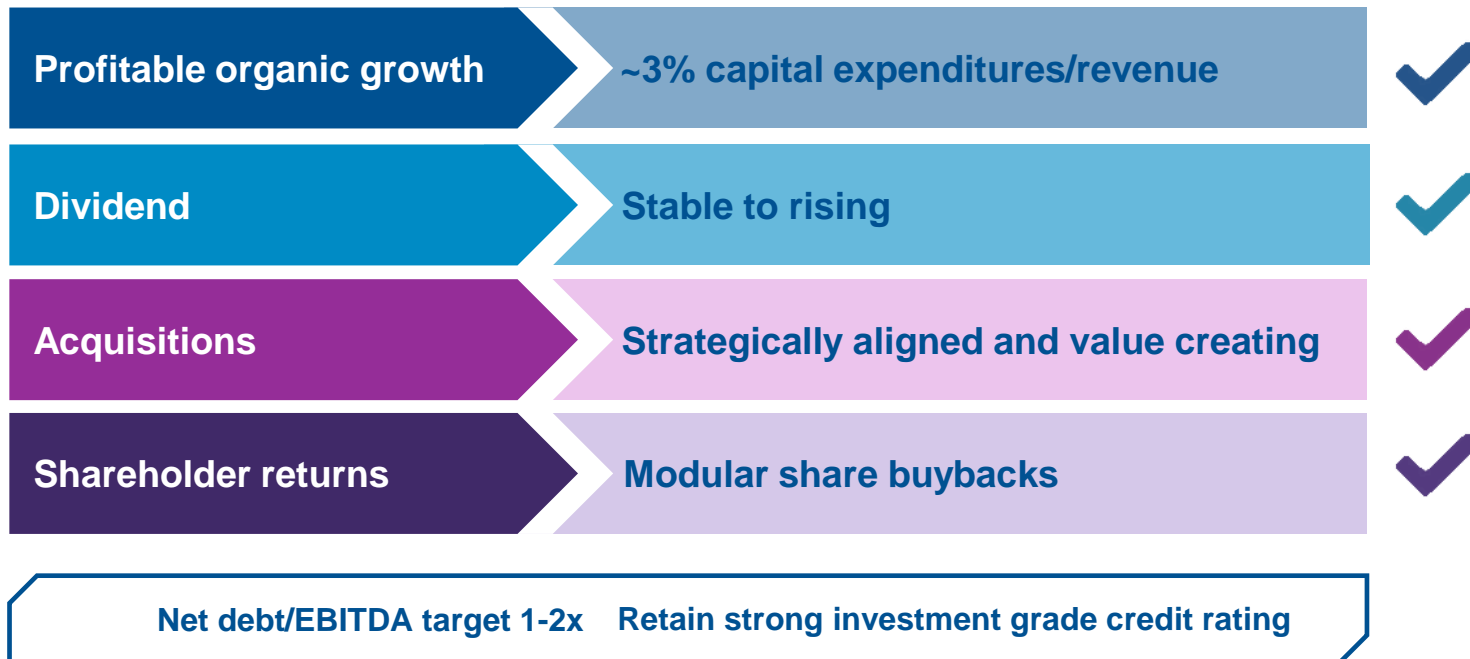 Profitable organic growth
~3% capital expenditures/revenue
Dividend
Stable to rising
Acquisitions
Strategically aligned and value creating
Shareholder returns
Modular share buybacks
Net debt/EBITDA target 1-2x Retain strong investment grade credit rating